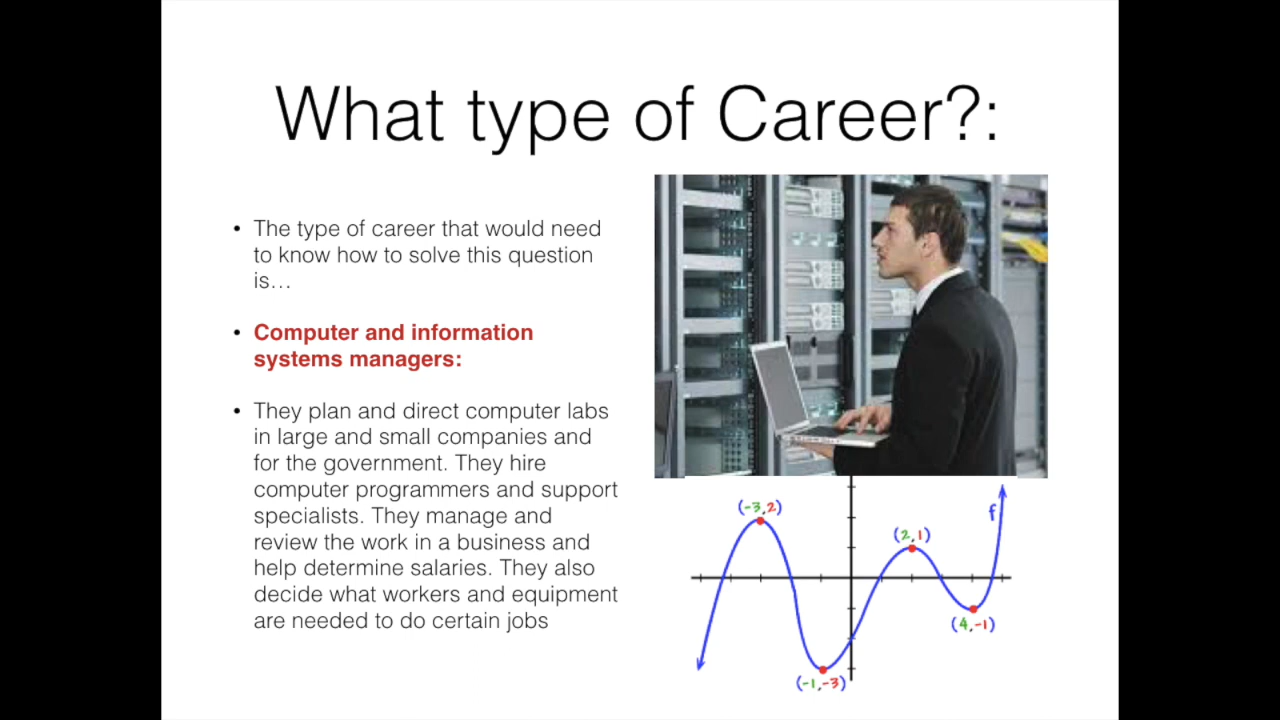 What type of Career?:
• The type of career that would need
to know how to solve this question
is...
• Computer and information
systems managers:
• They plan and direct computer labs
in large and small companies and
for the government. They hire
computer programmers and support
specialists. They manage and
review the work in a business and
help determine salaries. They also
decide what workers and equipment
are needed to do certain jobs
(-3,2)
f
(2,1)
(4,-1)
(-1,-3)